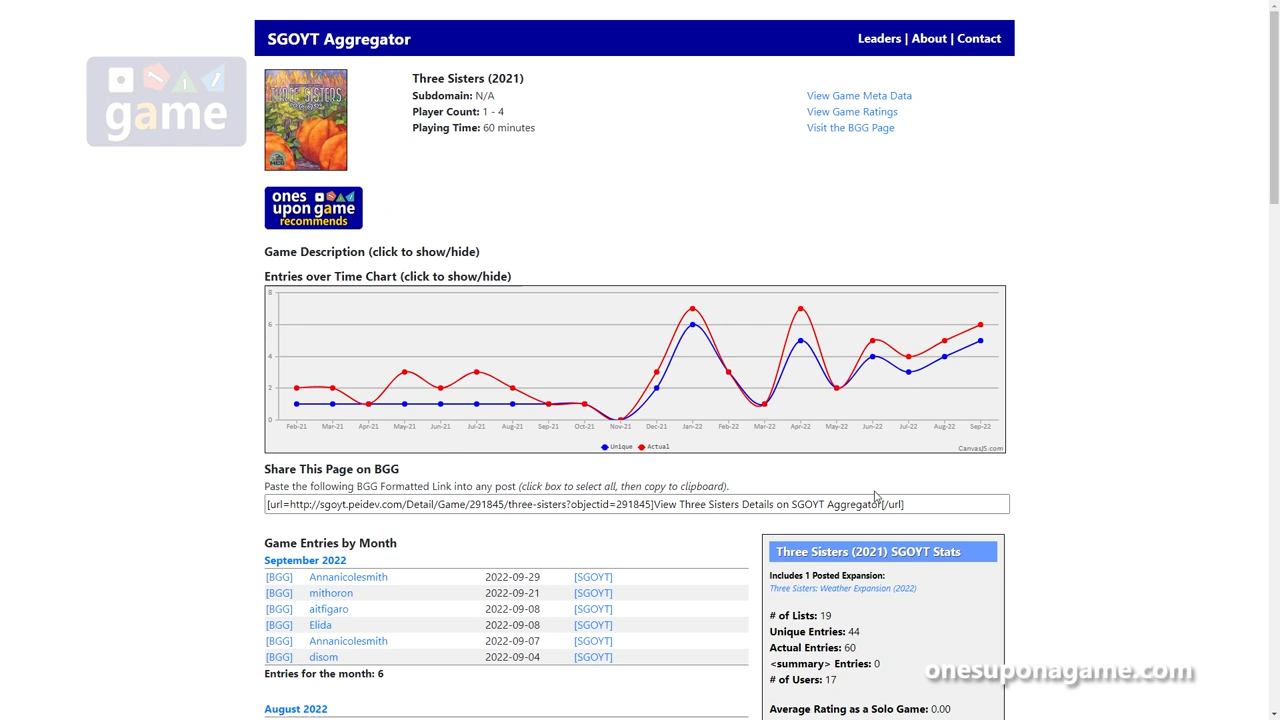 SGOYT Aggregator
Leaders | About | Contact
game
THREE SISTERS
Three Sisters (2021)
Subdomain: N/A
Player Count: 1 - 4
Playing Time: 60 minutes
View Game Meta Data
View Game Ratings
Visit the BGG Page
ones
upon game
recommends
Game Description (click to show/hide)
Entries over Time Chart (click to show/hide)
8
6
4
2
0
Feb-21 Mar-21 Apr-21 May-21 Jun-21 Jul-21 Aug-21 Sep-21 Oct-21 Nov-21 Dec-21 Jan-22 Feb-22 Mar-22 Apr-22 May-22 Jun-22 Jul-22 Aug-22 Sep-22
Unique Actual
CanvasJS.com
Share This Page on BGG
Paste the following BGG Formatted Link into any post (click box to select all, then copy to clipboard).
[url=http://sgoyt.peidev.com/Detail/Game/291845/three-sisters?objectid=291845]View Three Sisters Details on SGOYT Aggregator[/url]
Game Entries by Month
September 2022
[BGG] Annanicolesmith 2022-09-29 [SGOYT]
[BGG] mithoron 2022-09-21 [SGOYT]
[BGG] aitfigaro 2022-09-08 [SGOYT]
[BGG] Elida 2022-09-08 [SGOYT]
[BGG] Annanicolesmith 2022-09-07 [SGOYT]
[BGG] disom 2022-09-04 [SGOYT]
Entries for the month: 6
August 2022
Three Sisters (2021) SGOYT Stats
Includes 1 Posted Expansion:
Three Sisters: Weather Expansion (2022)
# of Lists: 19
Unique Entries: 44
Actual Entries: 60
<summary> Entries: 0
# of Users: 17
Average Rating as a Solo Game: 0.00
onesuponagame.com